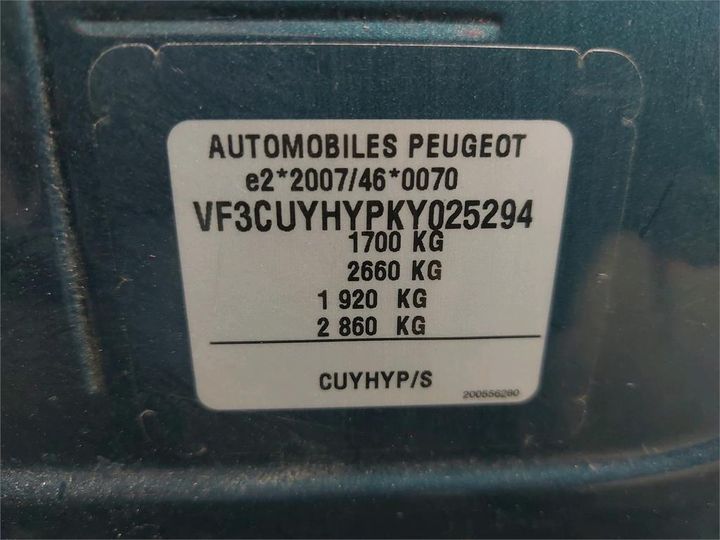 AUTOMOBILES PEUGEOT
e2*2007/46*0070
VF3CUYHYPKY025294
1700 KG
2660 KG
1 920 KG
2 860 KG
CUYHYP/S
200556280